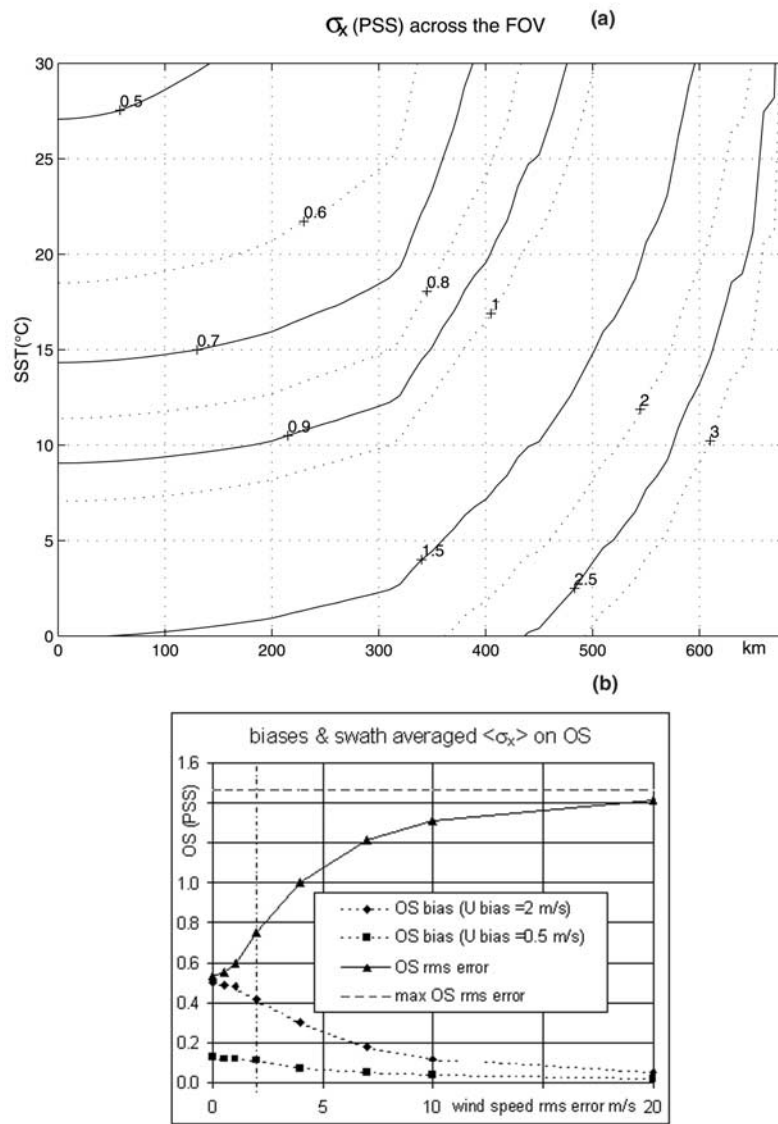 σx (PSS) across the FOV (a)
30
25
20
15
10
5
0
SST(°C)
0.5
0.6
0.7
0.8
0.9
1
1.5
2
2.5
3
0 100 200 300 400 500 600 km
(b)
biases & swath averaged <σx> on OS
1.6
1.0
0.8
0.6
0.4
0.2
0.0
OS (PSS)
OS bias (U bias =2 m/s)
OS bias (U bias =0.5 m/s)
OS rms error
max OS rms error
0 5 10 wind speed rms error m/s 20